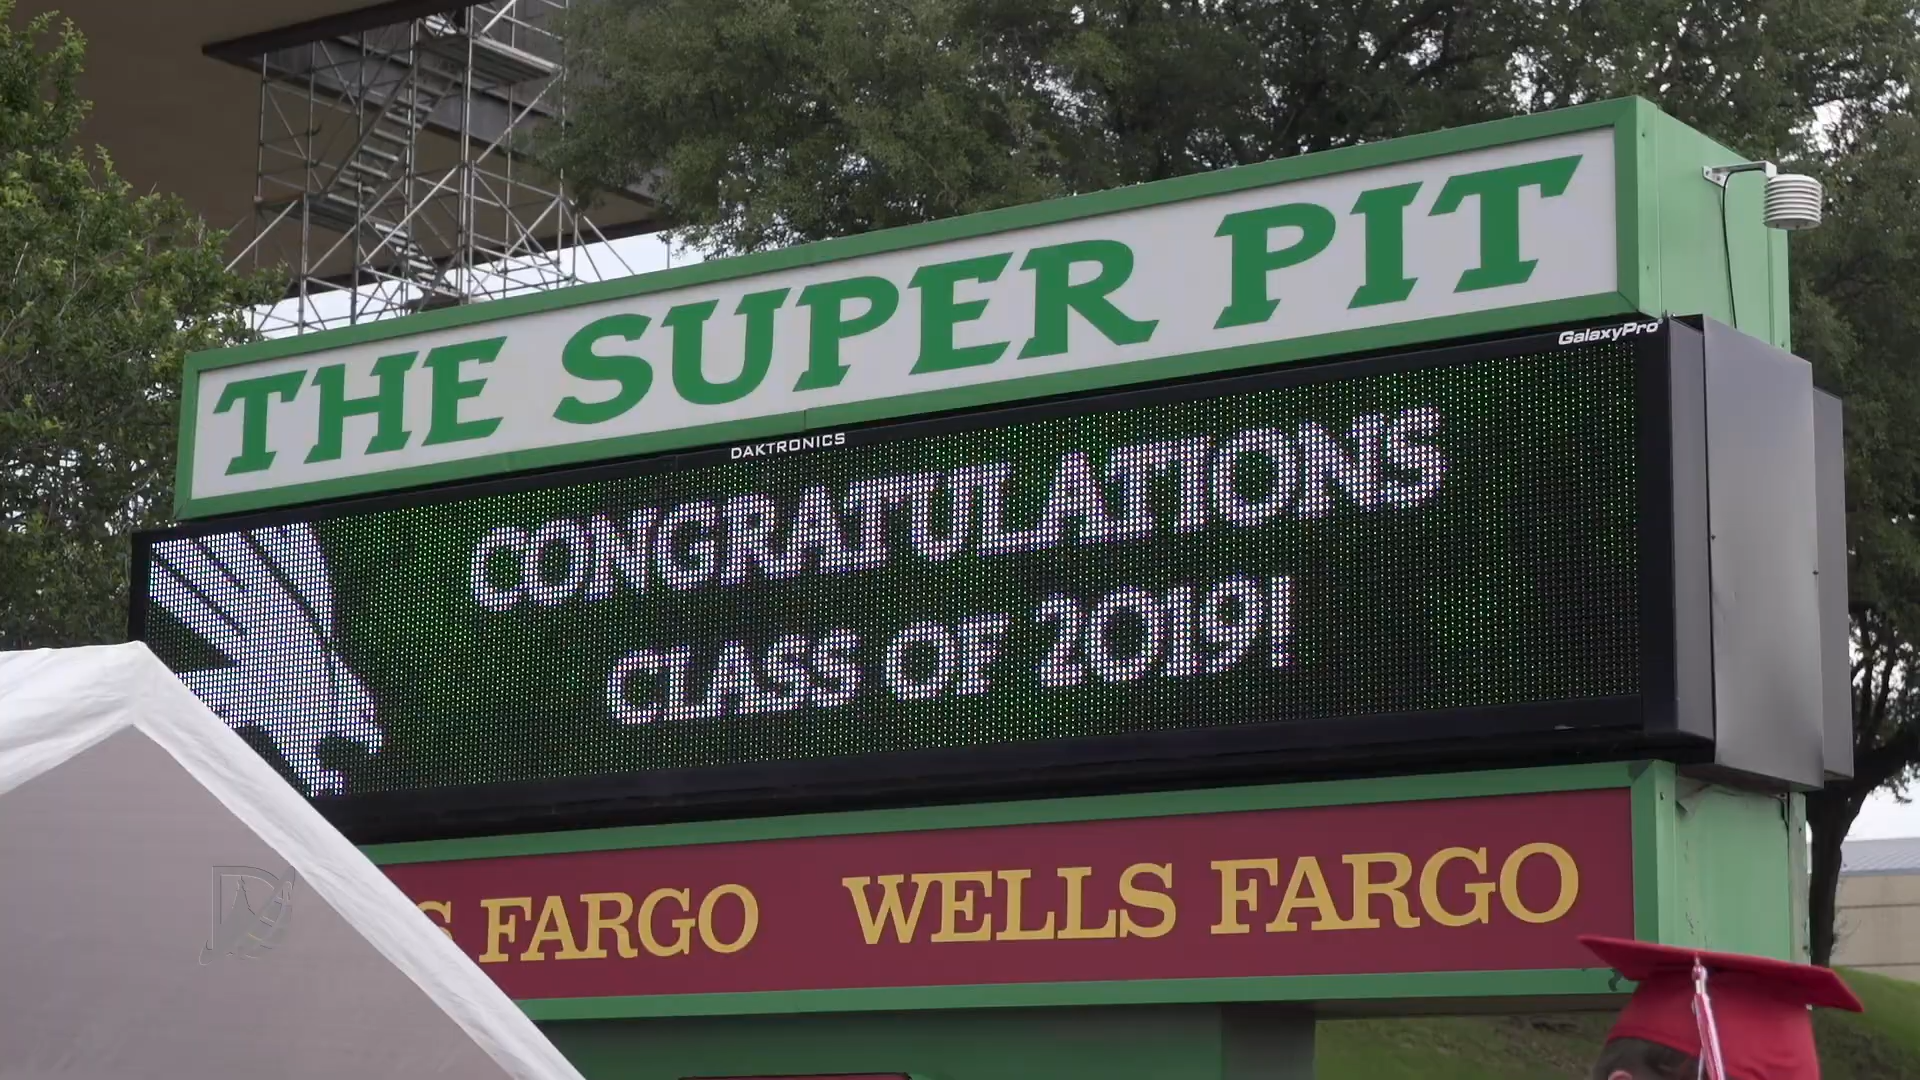 THE SUPER PIT
GalaxyPro
DAKTRONICS
CONGRATULATIONS
CLASS OF 2019!
S FARGO WELLS FARGO